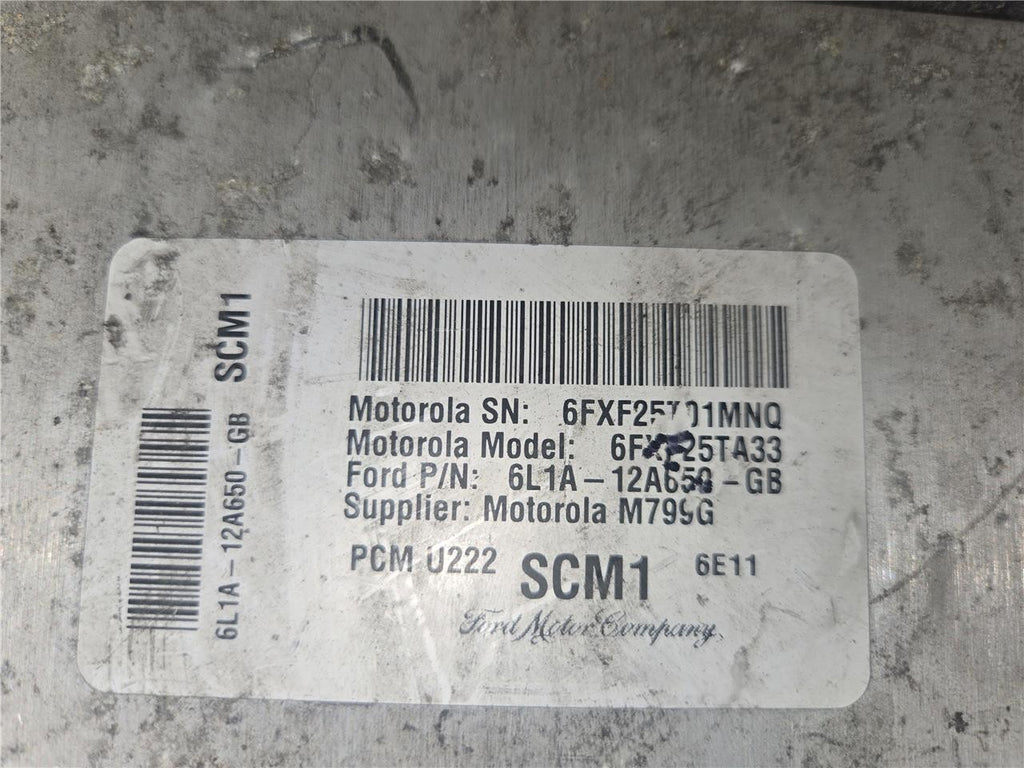 SCM1
6L1A-12A650-GB
Motorola SN: 6FXF25T01MNQ
Motorola Model: 6FXF25TA33
Ford P/N: 6L1A-12A650-GB
Supplier: Motorola M799G
PCM U222 SCM1 6E11
Ford Motor Company,